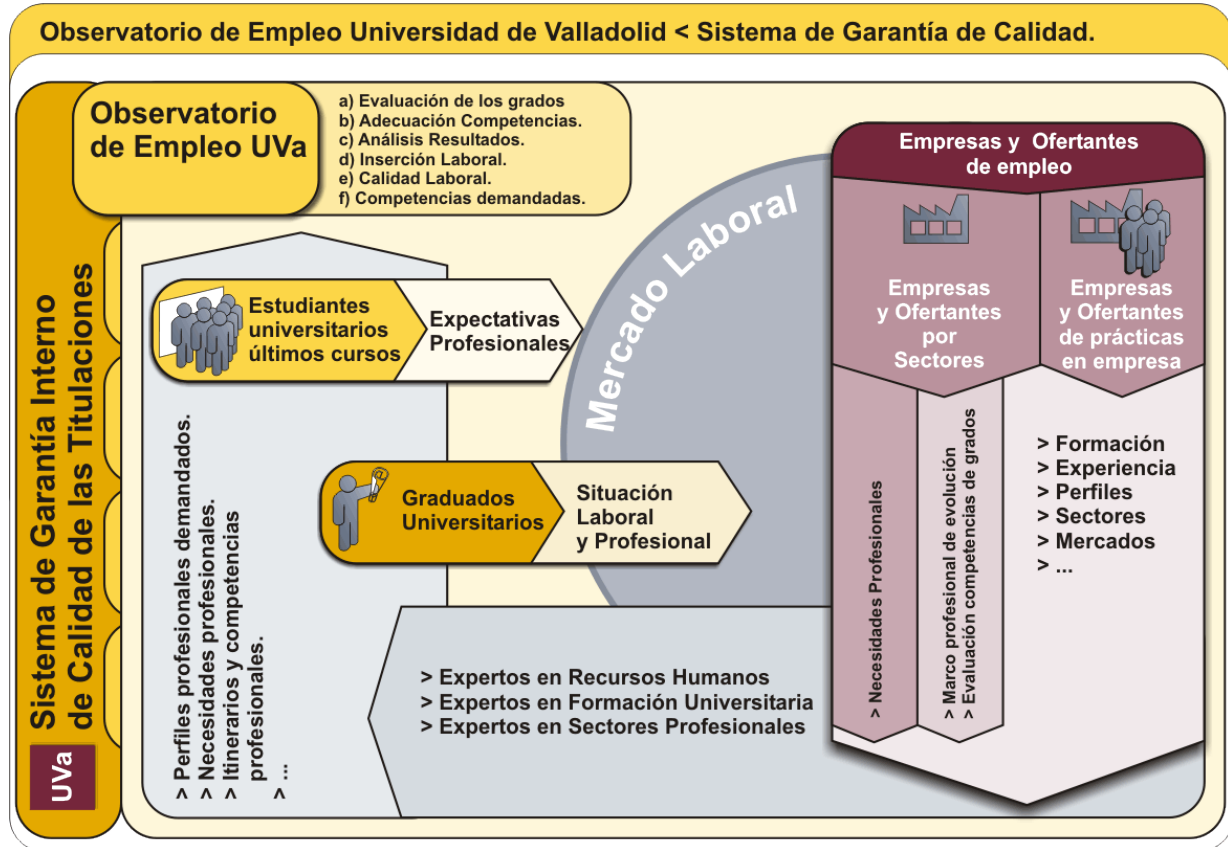 Observatorio de Empleo Universidad de Valladolid < Sistema de Garantía de Calidad.
Sistema de Garantía Interno
de Calidad de las Titulaciones
UVa
Observatorio
de Empleo UVa
a) Evaluación de los grados
b) Adecuación Competencias.
c) Análisis Resultados.
d) Inserción Laboral.
e) Calidad Laboral.
f) Competencias demandadas.
Estudiantes
universitarios
últimos cursos
Expectativas
Profesionales
Graduados
Universitarios
Situación
Laboral
y Profesional
Mercado Laboral
> Perfiles profesionales demandados.
> Necesidades profesionales.
> Itinerarios y competencias
profesionales.
> ...
> Expertos en Recursos Humanos
> Expertos en Formación Universitaria
> Expertos en Sectores Profesionales
Empresas y Ofertantes
de empleo
Empresas
y Ofertantes
por
Sectores
Empresas
y Ofertantes
de prácticas
en empresa
> Necesidades Profesionales
> Marco profesional de evolución
> Evaluación competencias de grados
> Formación
> Experiencia
> Perfiles
> Sectores
> Mercados
> ...